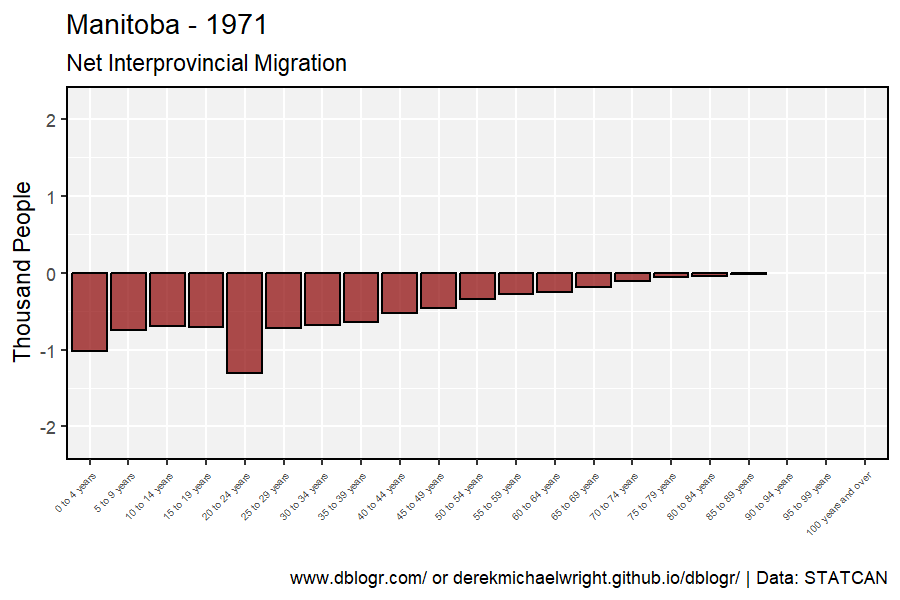 Manitoba - 1971
Net Interprovincial Migration
Thousand People
2
1
0
-1
-2
0 to 4 years
5 to 9 years
10 to 14 years
15 to 19 years
20 to 24 years
25 to 29 years
30 to 34 years
35 to 39 years
40 to 44 years
45 to 49 years
50 to 54 years
55 to 59 years
60 to 64 years
65 to 69 years
70 to 74 years
75 to 79 years
80 to 84 years
85 to 89 years
90 to 94 years
95 to 99 years
100 years and over
www.dblogr.com/ or derekmichaelwright.github.io/dblogr/ | Data: STATCAN